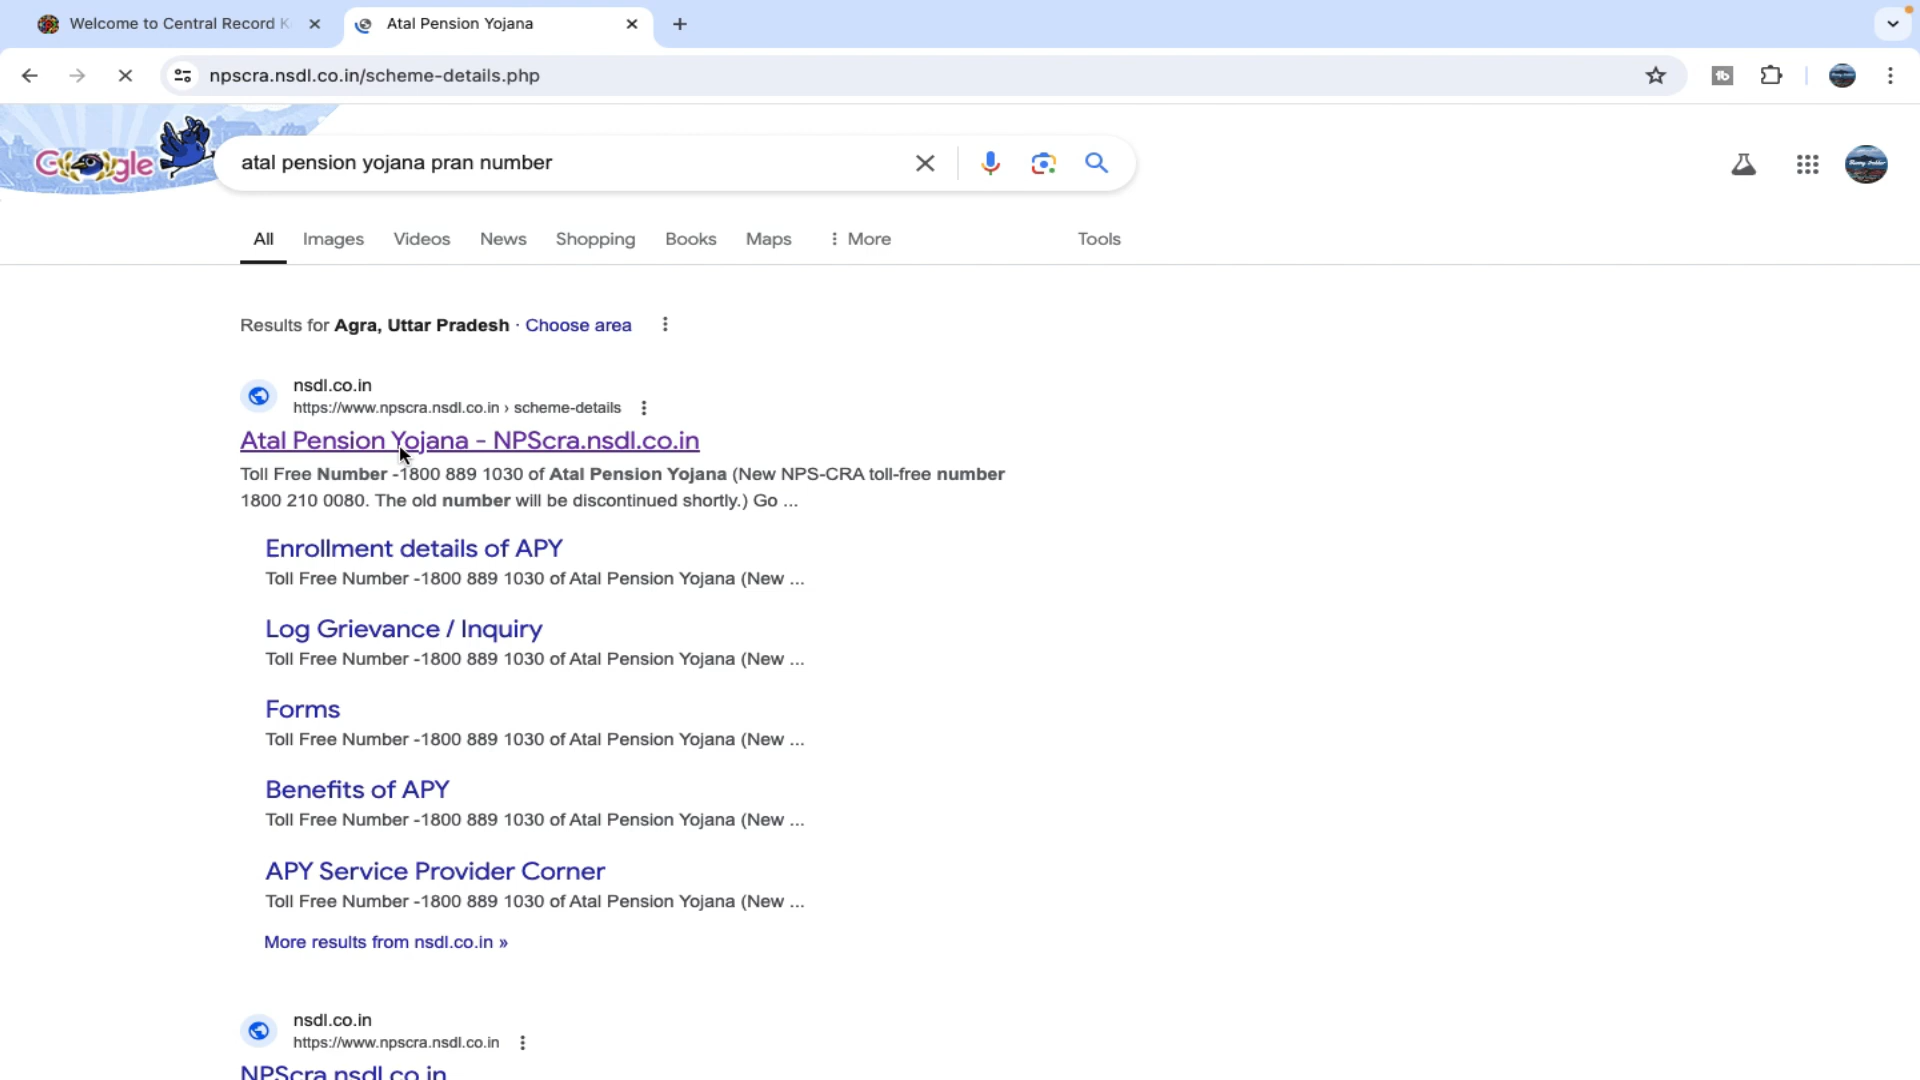 Welcome to Central Record K
Atal Pension Yojana
npscra.nsdl.co.in/scheme-details.php
Google
atal pension yojana pran number
All Images Videos News Shopping Books Maps More Tools
Results for Agra, Uttar Pradesh · Choose area
nsdl.co.in
https://www.npscra.nsdl.co.in › scheme-details
Atal Pension Yojana - NPScra.nsdl.co.in
Toll Free Number -1800 889 1030 of Atal Pension Yojana (New NPS-CRA toll-free number
1800 210 0080. The old number will be discontinued shortly.) Go ...
Enrollment details of APY
Toll Free Number -1800 889 1030 of Atal Pension Yojana (New ...
Log Grievance / Inquiry
Toll Free Number -1800 889 1030 of Atal Pension Yojana (New ...
Forms
Toll Free Number -1800 889 1030 of Atal Pension Yojana (New ...
Benefits of APY
Toll Free Number -1800 889 1030 of Atal Pension Yojana (New ...
APY Service Provider Corner
Toll Free Number -1800 889 1030 of Atal Pension Yojana (New ...
More results from nsdl.co.in »
nsdl.co.in
https://www.npscra.nsdl.co.in
NPScra.nsdl.co.in